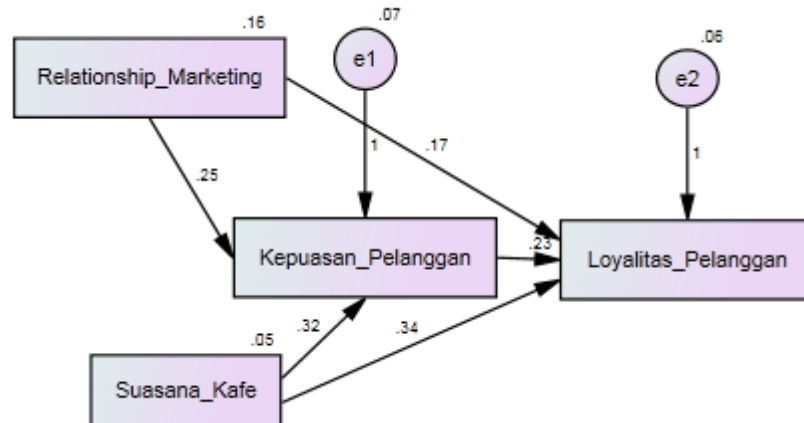 .16
.07
.06
Relationship_Marketing
e1
e2
.17
1
1
.25
Kepuasan_Pelanggan
.23
Loyalitas_Pelanggan
.05
.32
.34
Suasana_Kafe